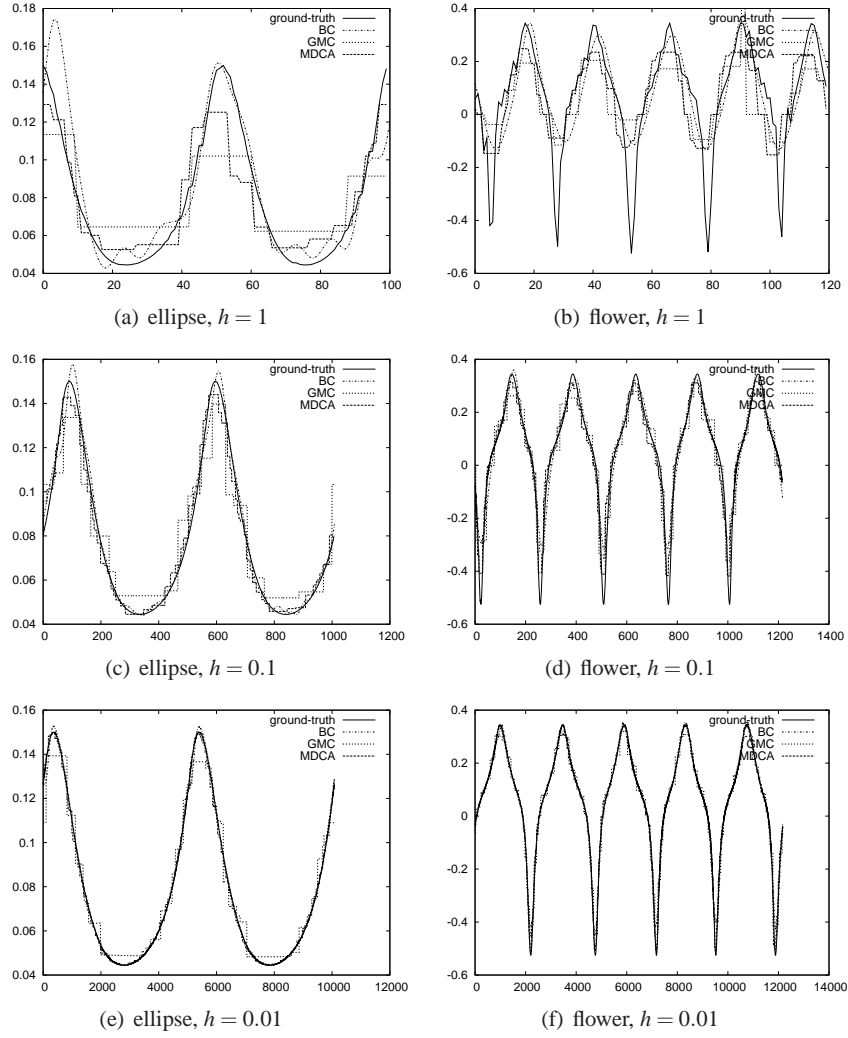 0.18
0.16
0.14
0.12
0.1
0.08
0.06
0.04
0 20 40 60 80 100
ground-truth
BC
GMC
MDCA
(a) ellipse, h = 1
0.4
0.2
0
-0.2
-0.4
-0.6
0 20 40 60 80 100 120
ground-truth
BC
GMC
MDCA
(b) flower, h = 1
0.16
0.14
0.12
0.1
0.08
0.06
0.04
0 200 400 600 800 1000 1200
ground-truth
BC
GMC
MDCA
(c) ellipse, h = 0.1
0.4
0.2
0
-0.2
-0.4
-0.6
0 200 400 600 800 1000 1200 1400
ground-truth
BC
GMC
MDCA
(d) flower, h = 0.1
0.16
0.14
0.12
0.1
0.08
0.06
0.04
0 2000 4000 6000 8000 10000 12000
ground-truth
BC
GMC
MDCA
(e) ellipse, h = 0.01
0.4
0.2
0
-0.2
-0.4
-0.6
0 2000 4000 6000 8000 10000 12000 14000
ground-truth
BC
GMC
MDCA
(f) flower, h = 0.01